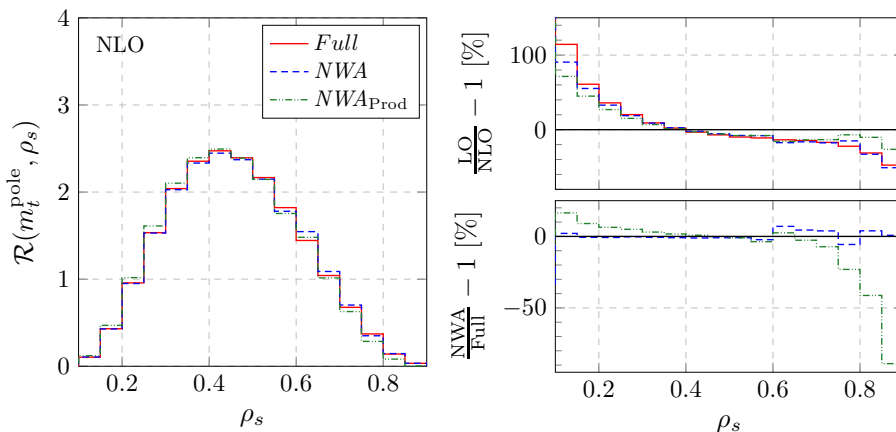 NLO
Full
NWA
NWA_Prod
R(m_t^pole, ρ_s)
4
3
2
1
0
0.2 0.4 0.6 0.8
ρ_s
LO/NLO − 1 [%]
100
0
NWA/Full − 1 [%]
0
−50
0.2 0.4 0.6 0.8
ρ_s